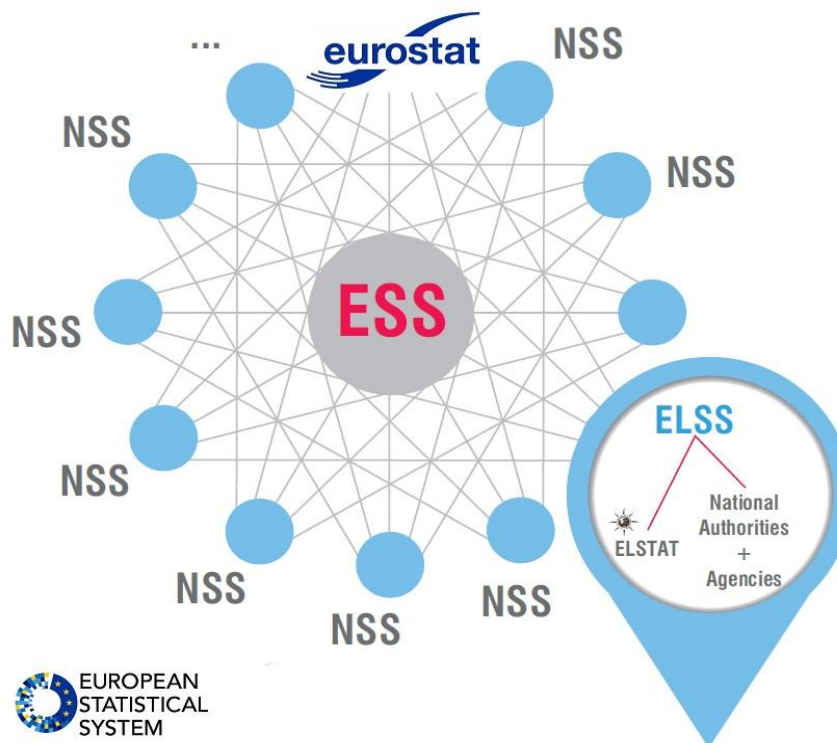 ...
eurostat
NSS
NSS
NSS
NSS
ESS
NSS
NSS
NSS
NSS
ELSS
ELSTAT
National
Authorities
+
Agencies
EUROPEAN
STATISTICAL
SYSTEM